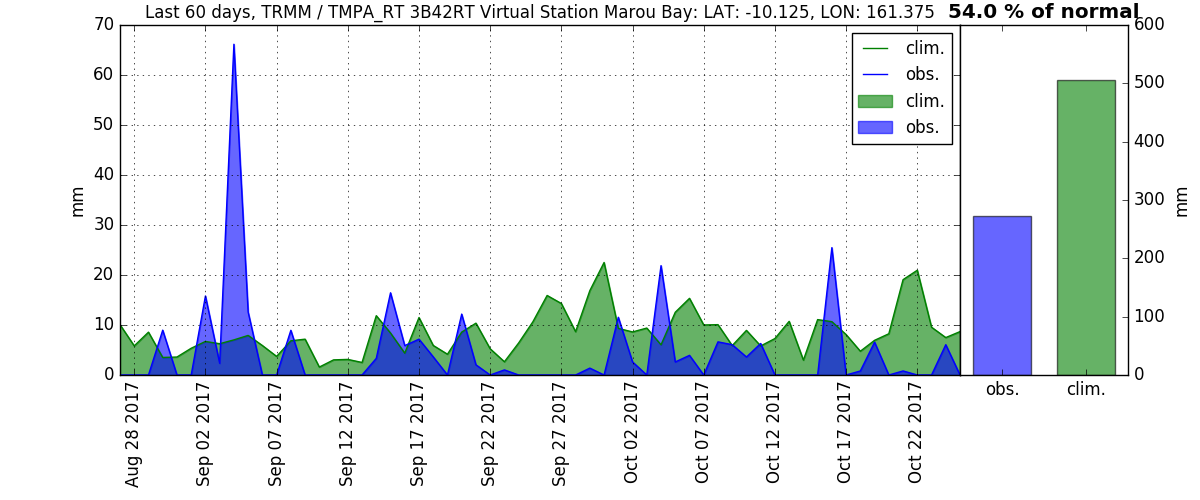 Last 60 days, TRMM / TMPA_RT 3B42RT Virtual Station Marou Bay: LAT: -10.125, LON: 161.375
54.0 % of normal
70
60
50
40
30
20
10
0
mm
clim.
obs.
clim.
obs.
Aug 28 2017
Sep 02 2017
Sep 07 2017
Sep 12 2017
Sep 17 2017
Sep 22 2017
Sep 27 2017
Oct 02 2017
Oct 07 2017
Oct 12 2017
Oct 17 2017
Oct 22 2017
600
500
400
300
200
100
0
mm
obs.
clim.